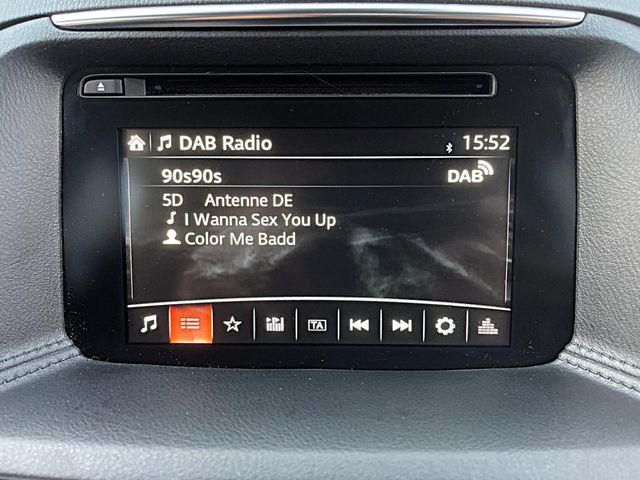 DAB Radio 15:52
90s90s DAB
5D Antenne DE
I Wanna Sex You Up
Color Me Badd
TA